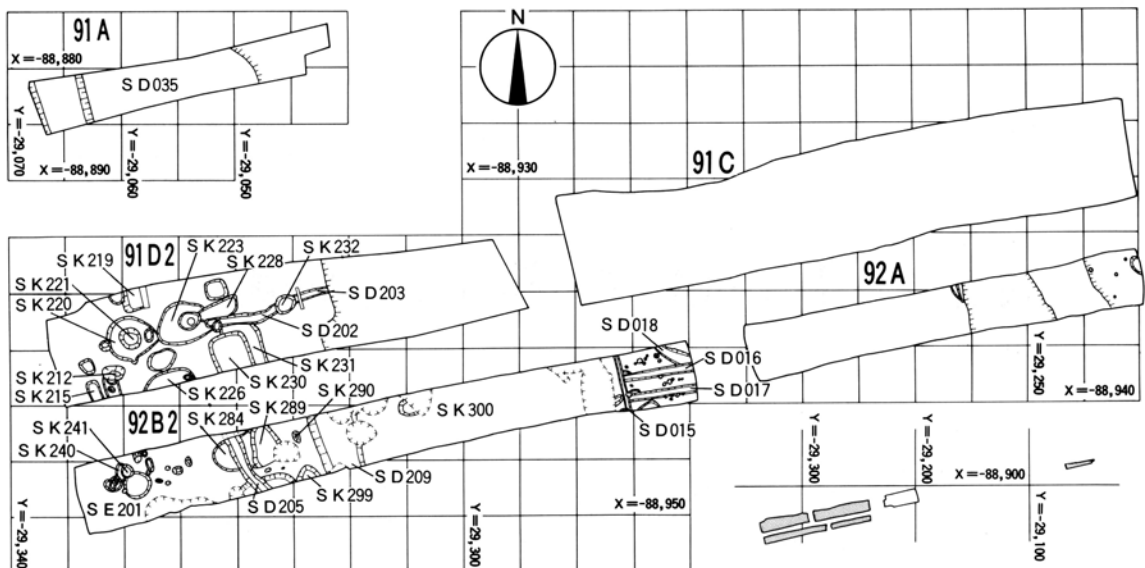 91A
X=-88,880
SD035
Y=-29,070
Y=-29,060
Y=-29,050
X=-88,890
N
X=-88,930
91C
92A
Y=-29,250
X=-88,940
91D2
SK223
SK232
SK219
SK228
SK221
SK220
SD203
SD202
SK212
SK231
SK215
SK226
SK230
SK290
92B2
SK289
SK284
SK300
SD018
SD016
SD017
SD015
SK241
SK240
SE201
SD205
SK299
SD209
X=-88,950
Y=-29,340
Y=-29,300
Y=-29,300
Y=-29,200
X=-88,900
Y=-29,100